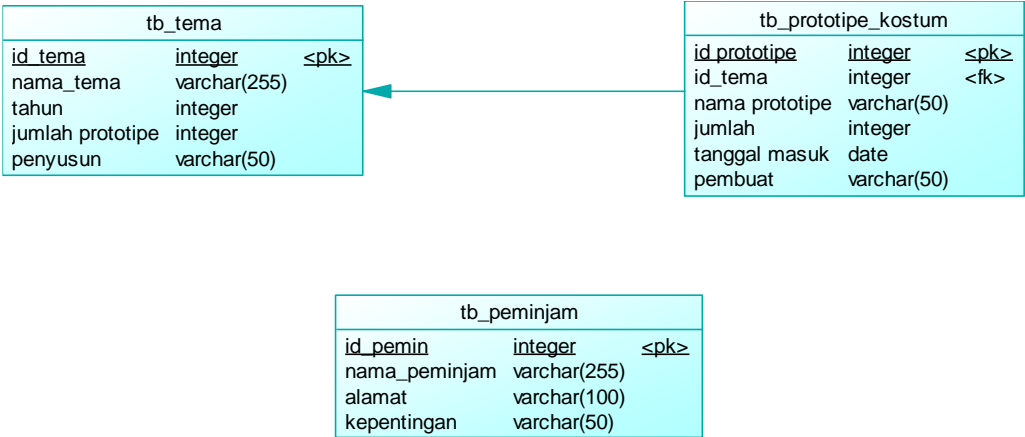 tb_tema
id_tema integer <pk>
nama_tema varchar(255)
tahun integer
jumlah prototipe integer
penyusun varchar(50)
tb_prototipe_kostum
id prototipe integer <pk>
id_tema integer <fk>
nama prototipe varchar(50)
jumlah integer
tanggal masuk date
pembuat varchar(50)
tb_peminjam
id_pemin integer <pk>
nama_peminjam varchar(255)
alamat varchar(100)
kepentingan varchar(50)